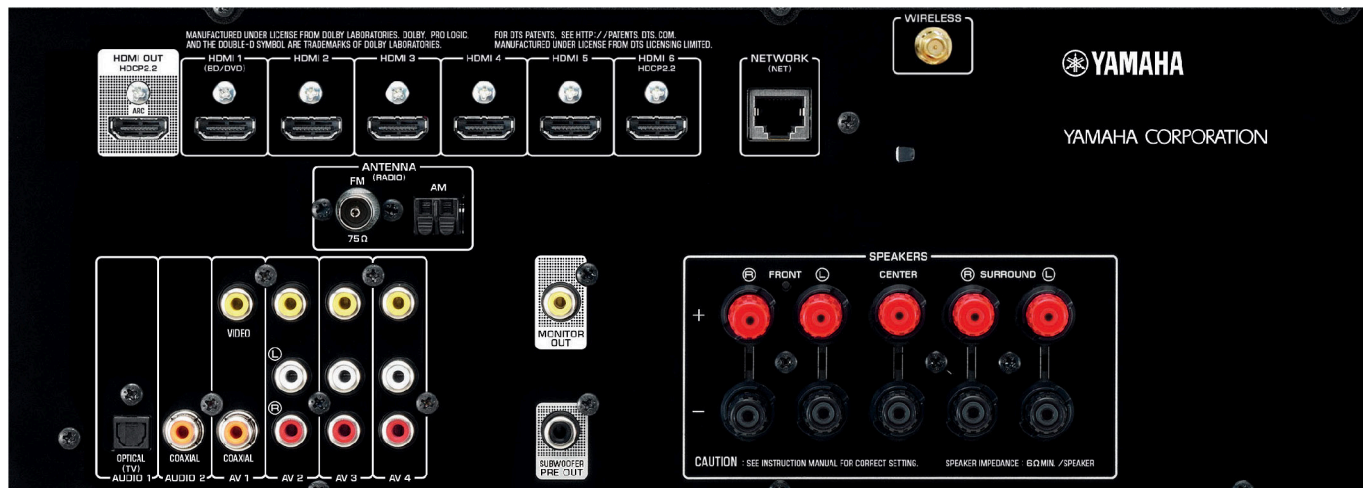 WIRELESS
MANUFACTURED UNDER LICENSE FROM DOLBY LABORATORIES. DOLBY, PRO LOGIC,
AND THE DOUBLE-D SYMBOL ARE TRADEMARKS OF DOLBY LABORATORIES.
FOR DTS PATENTS, SEE HTTP://PATENTS. DTS. COM.
MANUFACTURED UNDER LICENSE FROM DTS LICENSING LIMITED.
HDMI OUT
HDCP2.2
ARC
HDMI 1
(BD/DVD)
HDMI 2
HDMI 3
HDMI 4
HDMI 5
HDMI 6
HDCP2.2
NETWORK
(NET)
YAMAHA
YAMAHA CORPORATION
ANTENNA
(RADIO)
FM
AM
75Ω
VIDEO
L
R
OPTICAL
(TV)
COAXIAL
COAXIAL
AUDIO 1
AUDIO 2
AV 1
AV 2
AV 3
AV 4
MONITOR
OUT
SUBWOOFER
PRE OUT
SPEAKERS
R FRONT L
CENTER
R SURROUND L
+
−
CAUTION : SEE INSTRUCTION MANUAL FOR CORRECT SETTING.
SPEAKER IMPEDANCE : 6Ω MIN. /SPEAKER